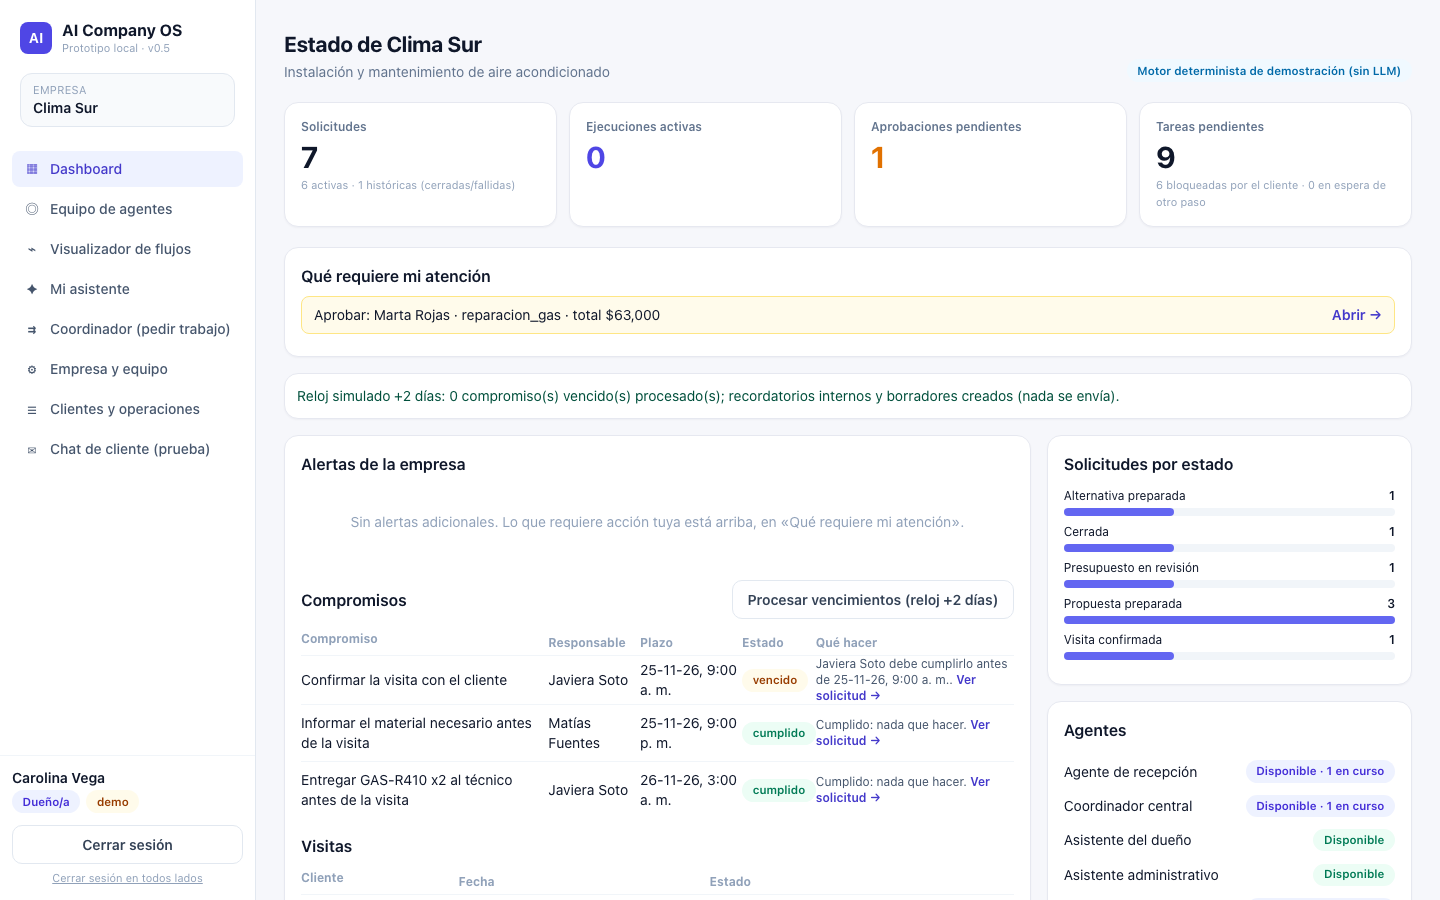 AI
AI Company OS
Prototipo local · v0.5
EMPRESA
Clima Sur
Dashboard
Equipo de agentes
Visualizador de flujos
Mi asistente
Coordinador (pedir trabajo)
Empresa y equipo
Clientes y operaciones
Chat de cliente (prueba)
Carolina Vega
Dueño/a demo
Cerrar sesión
Cerrar sesión en todos lados
Estado de Clima Sur
Instalación y mantenimiento de aire acondicionado
Motor determinista de demostración (sin LLM)
Solicitudes
7
6 activas · 1 históricas (cerradas/fallidas)
Ejecuciones activas
0
Aprobaciones pendientes
1
Tareas pendientes
9
6 bloqueadas por el cliente · 0 en espera de
otro paso
Qué requiere mi atención
Aprobar: Marta Rojas · reparacion_gas · total $63,000 Abrir →
Reloj simulado +2 días: 0 compromiso(s) vencido(s) procesado(s); recordatorios internos y borradores creados (nada se envía).
Alertas de la empresa
Sin alertas adicionales. Lo que requiere acción tuya está arriba, en «Qué requiere mi atención».
Compromisos
Procesar vencimientos (reloj +2 días)
Compromiso Responsable Plazo Estado Qué hacer
Confirmar la visita con el cliente
Javiera Soto
25-11-26, 9:00
a. m.
vencido
Javiera Soto debe cumplirlo antes
de 25-11-26, 9:00 a. m.. Ver
solicitud →
Informar el material necesario antes
de la visita
Matías
Fuentes
25-11-26, 9:00
p. m.
cumplido
Cumplido: nada que hacer. Ver
solicitud →
Entregar GAS-R410 x2 al técnico
antes de la visita
Javiera Soto
26-11-26, 3:00
a. m.
cumplido
Cumplido: nada que hacer. Ver
solicitud →
Visitas
Cliente Fecha Estado
Solicitudes por estado
Alternativa preparada 1
Cerrada 1
Presupuesto en revisión 1
Propuesta preparada 3
Visita confirmada 1
Agentes
Agente de recepción Disponible · 1 en curso
Coordinador central Disponible · 1 en curso
Asistente del dueño Disponible
Asistente administrativo Disponible